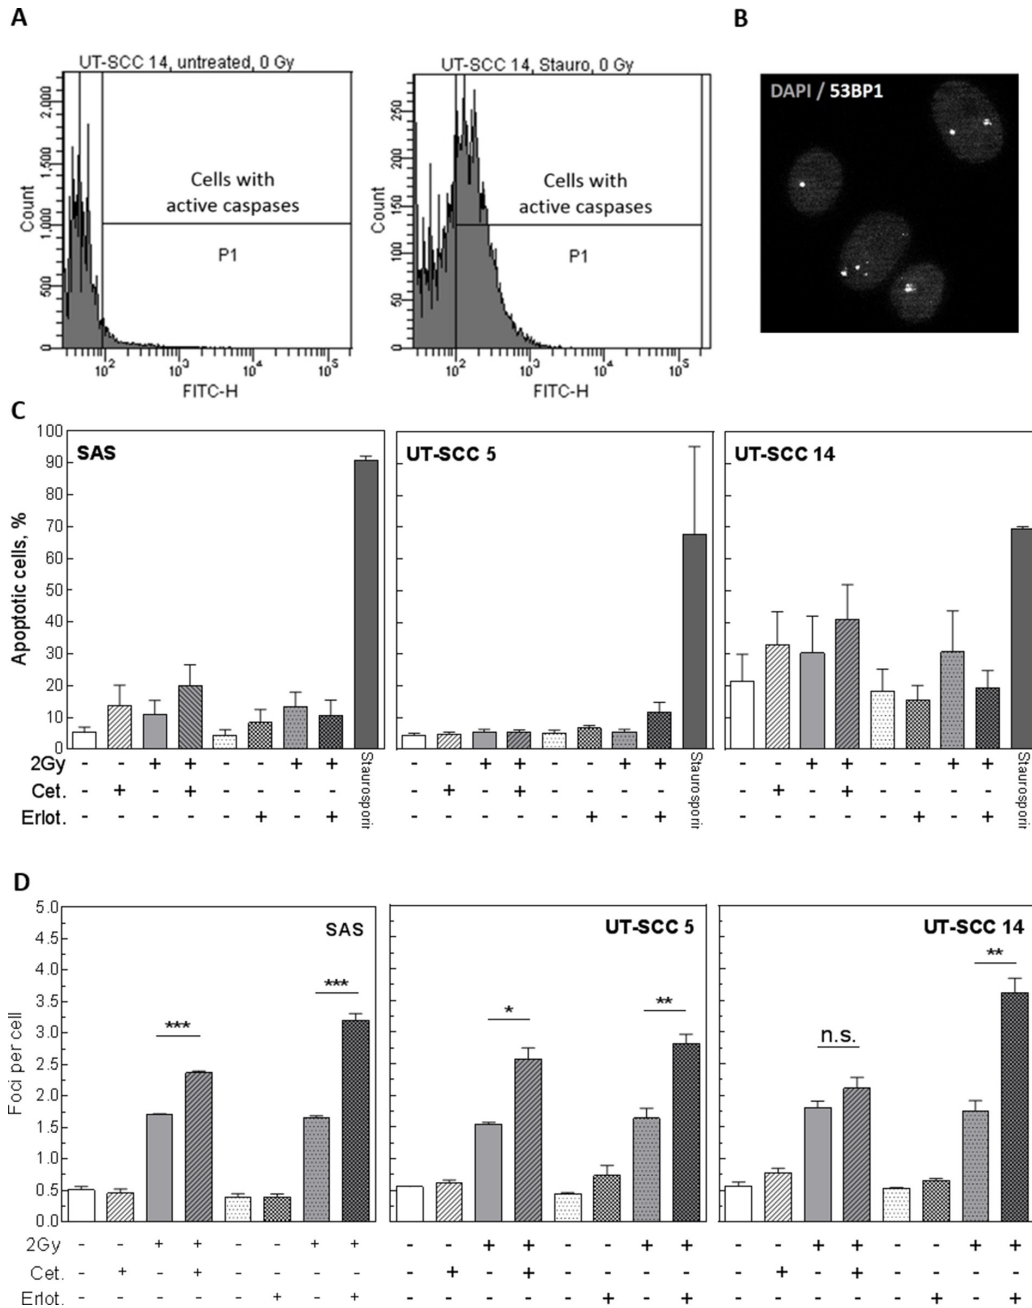 A
B
UT-SCC 14, untreated, 0 Gy
UT-SCC 14, Stauro, 0 Gy
DAPI / 53BP1
Count
2,000
1,500
1,000
500
0
Cells with
active caspases
P1
10² 10³ 10⁴ 10⁵
FITC-H
Count
250
200
150
100
50
0
Cells with
active caspases
P1
10² 10³ 10⁴ 10⁵
FITC-H
C
Apoptotic cells, %
100
90
80
70
60
50
40
30
20
10
0
SAS
UT-SCC 5
UT-SCC 14
2Gy - - + + - - + + - - + + - - + + - - + + - - + +
Cet. - + - + - - - - - + - + - - - - - + - + - - - -
Erlot. - - - - - + - + - - - - - + - + - - - - - + - +
Staurosporir
Staurosporir
Staurosporir
D
Foci per cell
5.0
4.5
4.0
3.5
3.0
2.5
2.0
1.5
1.0
0.5
0.0
SAS
UT-SCC 5
UT-SCC 14
*** ***
* **
n.s. **
2Gy - - + + - - + + - - + + - - + + - - + + - - + +
Cet. - + - + - - - - - + - + - - - - - + - + - - - -
Erlot. - - - - - + - + - - - - - + - + - - - - - + - +